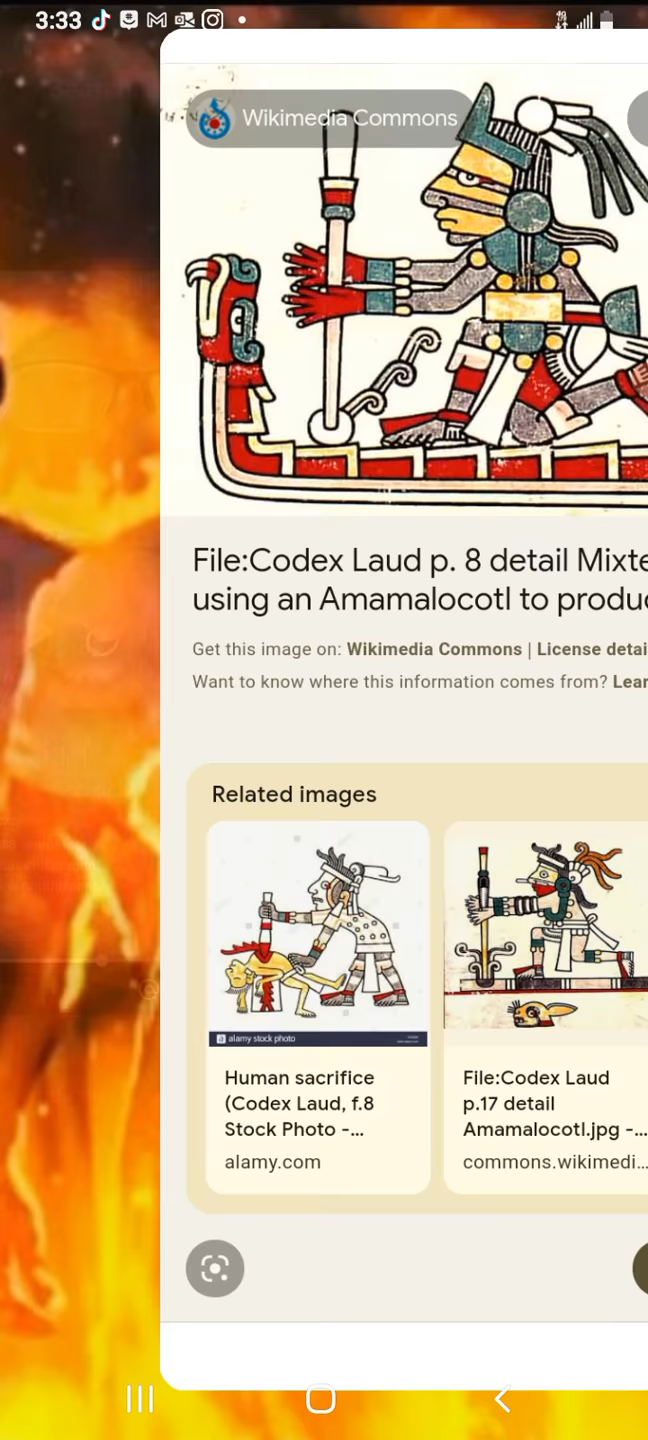 3:33
Wikimedia Commons
File:Codex Laud p. 8 detail Mixte
using an Amamalocotl to produc
Get this image on: Wikimedia Commons | License detai
Want to know where this information comes from? Lear
Related images
a alamy stock photo
Human sacrifice
(Codex Laud, f.8
Stock Photo -...
alamy.com
File:Codex Laud
p.17 detail
Amamalocotl.jpg -...
commons.wikimedi...